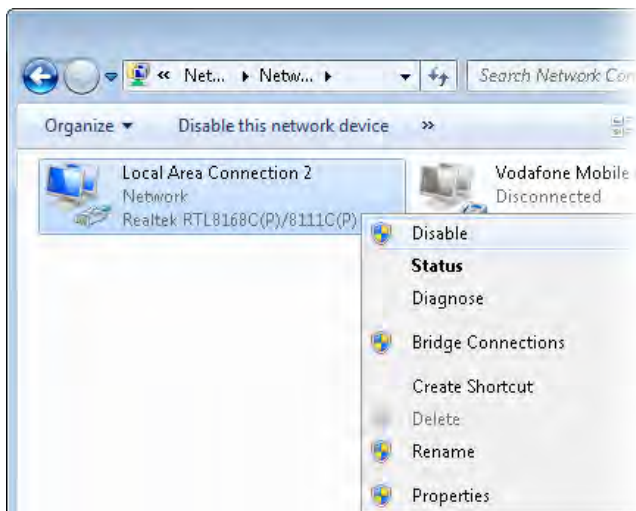 « Net... ▸ Netw... ▸
Search Network Con
Organize ▾ Disable this network device »
Local Area Connection 2
Network
Realtek RTL8168C(P)/8111C(P)
Vodafone Mobile
Disconnected
Disable
Status
Diagnose
Bridge Connections
Create Shortcut
Delete
Rename
Properties